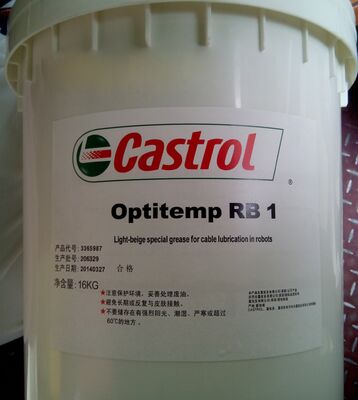 Castrol
®
Optitemp RB 1
Light-beige special grease for cable lubrication in robots
产品代号: 3365987
生产批号: 206329
生产日期: 20140327 合格
净含量: 16KG
★注意保护环境，妥善处理废油。
★避免长期或反复与皮肤接触。
★不要储存在有强烈阳光、潮湿、严寒或超过
60℃的地方。